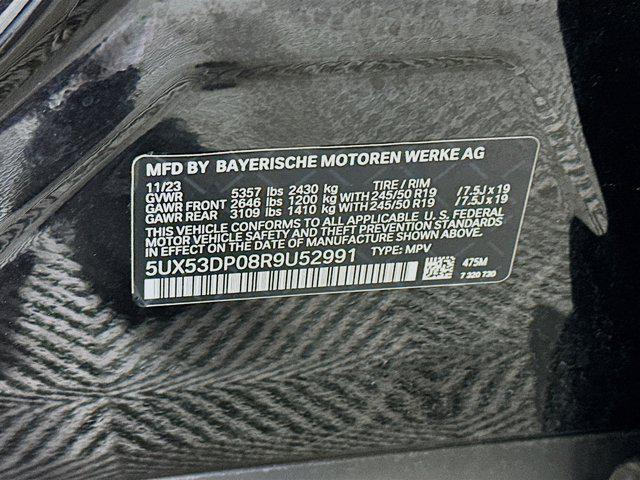 MFD BY BAYERISCHE MOTOREN WERKE AG
11/23
GVWR 5357 lbs 2430 kg TIRE / RIM
GAWR FRONT 2646 lbs 1200 kg WITH 245/50 R19 / 7.5J x 19
GAWR REAR 3109 lbs 1410 kg WITH 245/50 R19 / 7.5J x 19
THIS VEHICLE CONFORMS TO ALL APPLICABLE U. S. FEDERAL
MOTOR VEHICLE SAFETY AND THEFT PREVENTION STANDARDS
IN EFFECT ON THE DATE OF MANUFACTURE SHOWN ABOVE.
5UX53DP08R9U52991 TYPE: MPV
475M
7 320 730